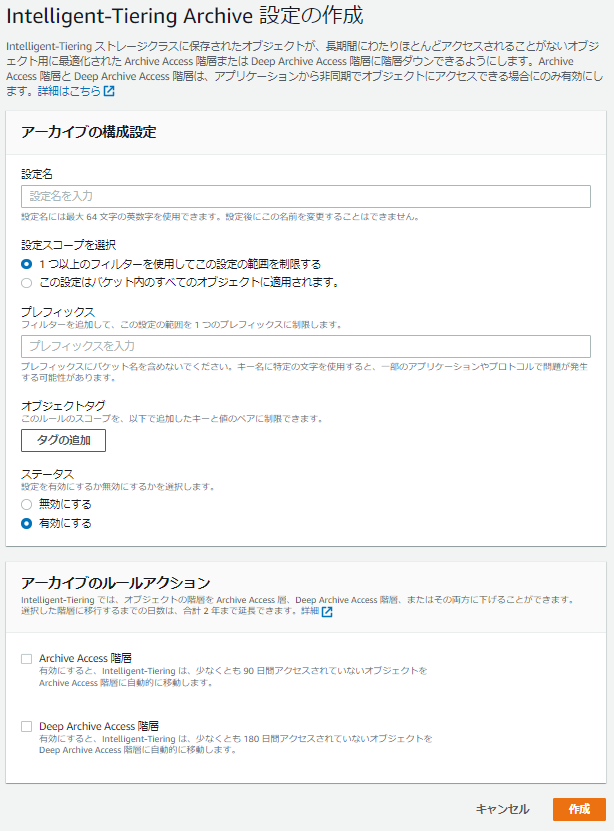 Intelligent-Tiering Archive 設定の作成
Intelligent-Tiering ストレージクラスに保存されたオブジェクトが、長期間にわたりほとんどアクセスされることがないオブジェ
クト用に最適化された Archive Access 階層または Deep Archive Access 階層に階層ダウンできるようにします。Archive
Access 階層と Deep Archive Access 階層は、アプリケーションから非同期でオブジェクトにアクセスできる場合にのみ有効にし
ます。詳細はこちら
アーカイブの構成設定
設定名
設定名を入力
設定名には最大 64 文字の英数字を使用できます。設定後にこの名前を変更することはできません。
設定スコープを選択
1 つ以上のフィルターを使用してこの設定の範囲を制限する
この設定はバケット内のすべてのオブジェクトに適用されます。
プレフィックス
フィルターを追加して、この設定の範囲を 1 つのプレフィックスに制限します。
プレフィックスを入力
プレフィックスにバケット名を含めないでください。キー名に特定の文字を使用すると、一部のアプリケーションやプロトコルで問題が発生
する可能性があります。
オブジェクトタグ
このルールのスコープを、以下で追加したキーと値のペアに制限できます。
タグの追加
ステータス
設定を有効にするか無効にするかを選択します。
無効にする
有効にする
アーカイブのルールアクション
Intelligent-Tiering では、オブジェクトの階層を Archive Access 層、Deep Archive Access 階層、またはその両方に下げることができます。
選択した階層に移行するまでの日数は、合計 2 年まで延長できます。詳細
Archive Access 階層
有効にすると、Intelligent-Tiering は、少なくとも 90 日間アクセスされていないオブジェクトを
Archive Access 階層に自動的に移動します。
Deep Archive Access 階層
有効にすると、Intelligent-Tiering は、少なくとも 180 日間アクセスされていないオブジェクトを
Deep Archive Access 階層に自動的に移動します。
キャンセル
作成